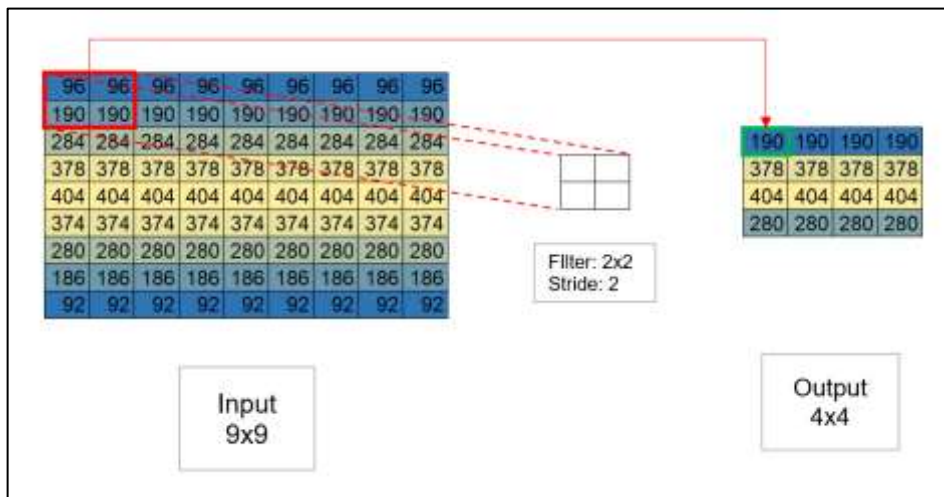 96 96 96 96 96 96 96 96 96
190 190 190 190 190 190 190 190 190
284 284 284 284 284 284 284 284 284
378 378 378 378 378 378 378 378 378
404 404 404 404 404 404 404 404 404
374 374 374 374 374 374 374 374 374
280 280 280 280 280 280 280 280 280
186 186 186 186 186 186 186 186 186
92 92 92 92 92 92 92 92 92
190 190 190 190
378 378 378 378
404 404 404 404
280 280 280 280
FIlter: 2x2
Stride: 2
Input
9x9
Output
4x4